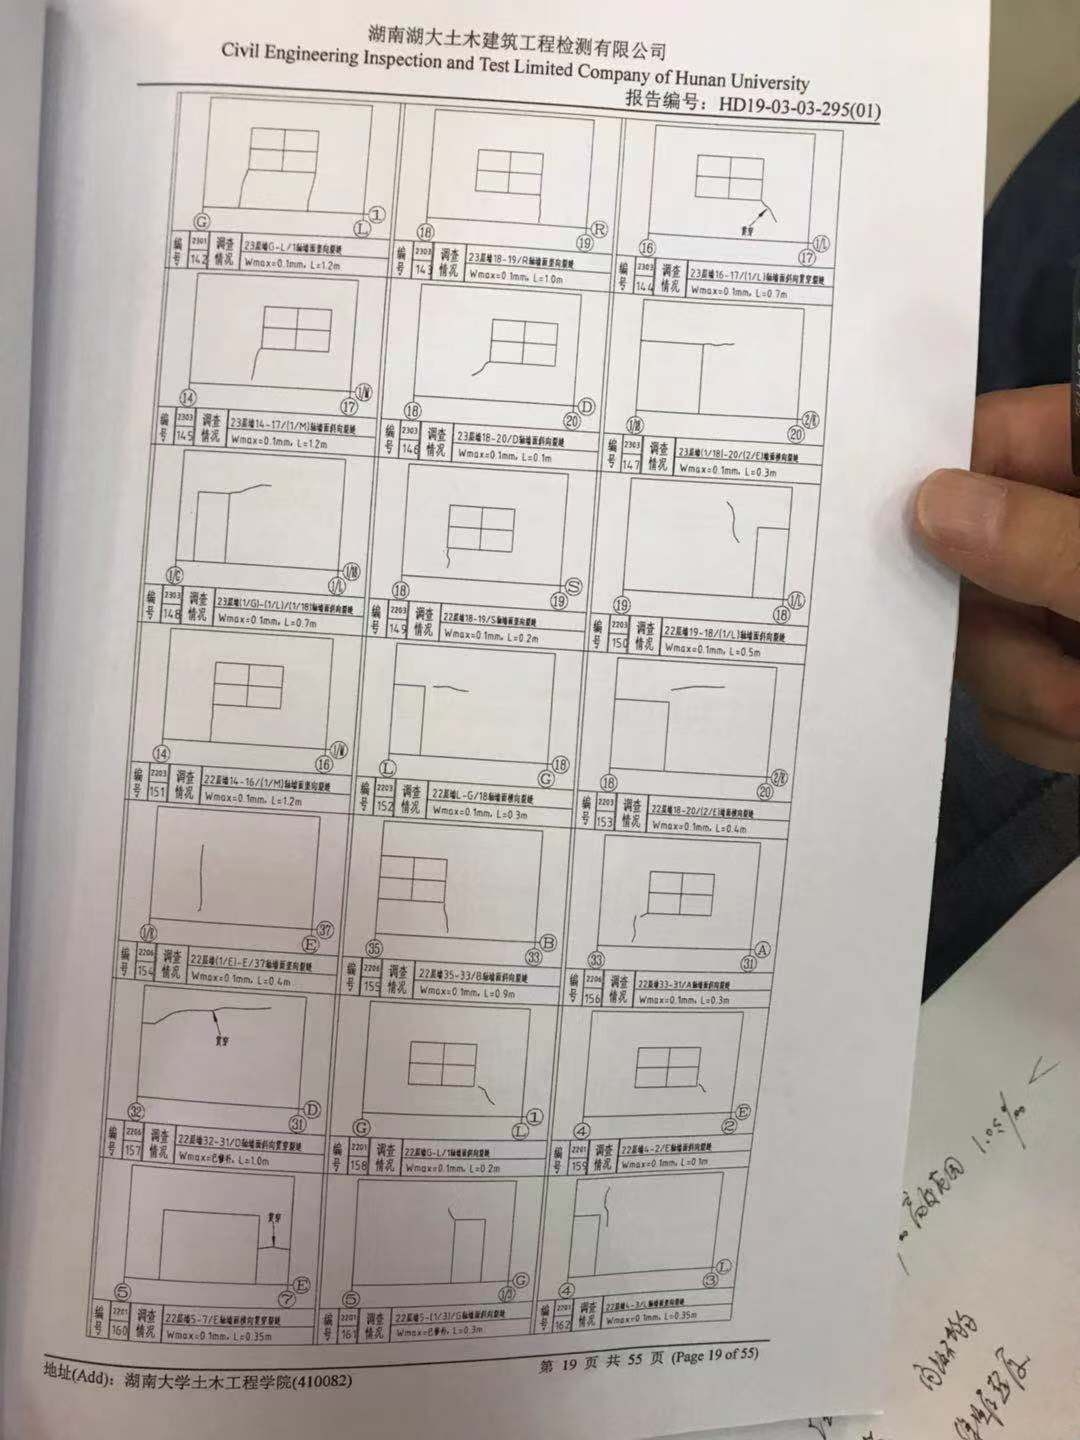 湖南湖大土木建筑工程检测有限公司
Civil Engineering Inspection and Test Limited Company of Hunan University
报告编号：HD19-03-03-295(01)
G L 1
18 19 R
贯穿
16 17 1/L
编号 2301 142 调查情况 23层墙G-L/1轴墙面竖向裂缝
Wmax=0.1mm, L=1.2m
编号 2303 143 调查情况 23层墙18-19/R轴墙面竖向裂缝
Wmax=0.1mm, L=1.0m
编号 2303 144 调查情况 23层墙16-17/(1/L)轴墙面斜向贯穿裂缝
Wmax=0.1mm, L=0.7m
14 17 1/M
18 20 D
1/18 20
编号 2303 145 调查情况 23层墙14-17/(1/M)轴墙面斜向裂缝
Wmax=0.1mm, L=1.2m
编号 2303 146 调查情况 23层墙18-20/D轴墙面斜向裂缝
Wmax=0.1mm, L=0.1m
编号 2303 147 调查情况 23层墙(1/18)-20/(2/E)墙面横向裂缝
Wmax=0.1mm, L=0.3m
1/G 1/L 1/18
18 19 S
19 18 1/L
编号 2303 148 调查情况 23层墙(1/G)-(1/L)/(1/18)轴墙面斜向裂缝
Wmax=0.1mm, L=0.7m
编号 2203 149 调查情况 22层墙18-19/S轴墙面竖向裂缝
Wmax=0.1mm, L=0.2m
编号 2203 150 调查情况 22层墙19-18/(1/L)轴墙面斜向裂缝
Wmax=0.1mm, L=0.5m
14 16 1/M
L G 18
18 20
编号 2203 151 调查情况 22层墙14-16/(1/M)轴墙面竖向裂缝
Wmax=0.1mm, L=1.2m
编号 2203 152 调查情况 22层墙L-G/18轴墙面横向裂缝
Wmax=0.1mm, L=0.3m
编号 2203 153 调查情况 22层墙18-20/(2/E)墙面横向裂缝
Wmax=0.1mm, L=0.4m
E 37
35 33 B
33 31 A
编号 2206 154 调查情况 22层墙(1/E)-E/37轴墙面竖向裂缝
Wmax=0.1mm, L=0.4m
编号 2206 155 调查情况 22层墙35-33/B轴墙面斜向裂缝
Wmax=0.1mm, L=0.9m
编号 2206 156 调查情况 22层墙33-31/A轴墙面斜向裂缝
Wmax=0.1mm, L=0.3m
贯穿
32 31 D
G L 1
4 2 E
编号 2206 157 调查情况 22层墙32-31/D轴墙面斜向贯穿裂缝
Wmax=已修补, L=1.0m
编号 2201 158 调查情况 22层墙G-L/1轴墙面斜向裂缝
Wmax=0.1mm, L=0.2m
编号 2201 159 调查情况 22层墙4-2/E轴墙面斜向裂缝
Wmax=0.1mm, L=0.1m
贯穿
5 7 E
5 1/3 G
4 3 L
编号 2201 160 调查情况 22层墙5-7/E轴墙面横向贯穿裂缝
Wmax=0.1mm, L=0.35m
编号 2201 161 调查情况 22层墙5-(1/3)/G轴墙面斜向裂缝
Wmax=已修补, L=0.3m
编号 2201 162 调查情况 22层墙4-3/L轴墙面斜向裂缝
Wmax=0.1mm, L=0.35m
第 19 页 共 55 页 (Page 19 of 55)
地址(Add)：湖南大学土木工程学院(410082)